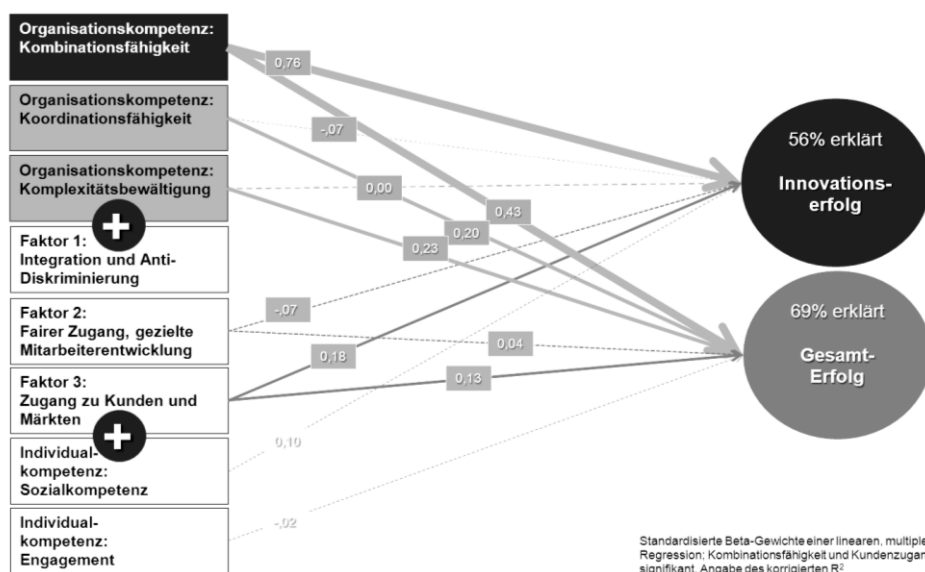 Organisationskompetenz:
Kombinationsfähigkeit
Organisationskompetenz:
Koordinationsfähigkeit
Organisationskompetenz:
Komplexitätsbewältigung
+
Faktor 1:
Integration und Anti-
Diskriminierung
Faktor 2:
Fairer Zugang, gezielte
Mitarbeiterentwicklung
Faktor 3:
Zugang zu Kunden und
Märkten
+
Individual-
kompetenz:
Sozialkompetenz
Individual-
kompetenz:
Engagement
0,76
-,07
0,00
0,43
0,20
0,23
-,07
0,04
0,18
0,13
0,10
-,02
56% erklärt
Innovations-
erfolg
69% erklärt
Gesamt-
Erfolg
Standardisierte Beta-Gewichte einer linearen, multiple
Regression; Kombinationsfähigkeit und Kundenzugan
signifikant. Angabe des korrigierten R²